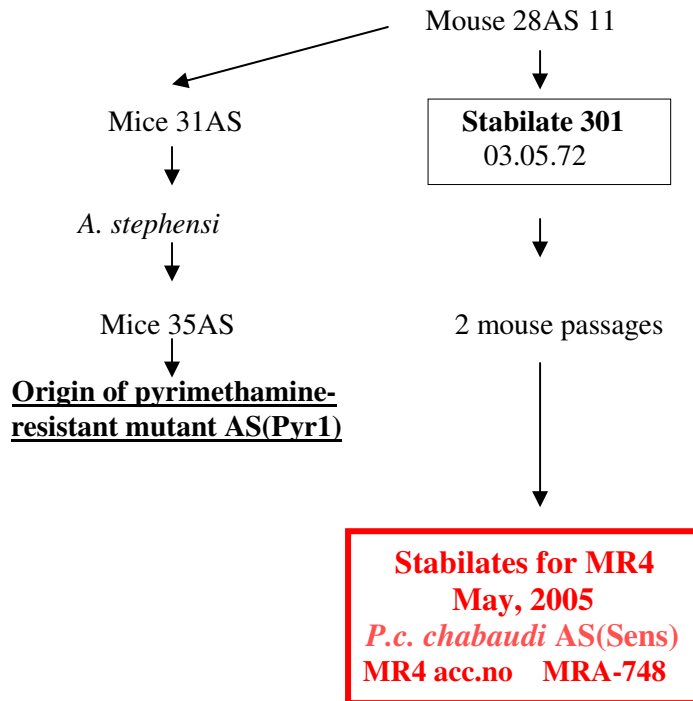 Mouse 28AS 11
Mice 31AS
Stabilate 301
03.05.72
A. stephensi
Mice 35AS
2 mouse passages
Origin of pyrimethamine-
resistant mutant AS(Pyr1)
Stabilates for MR4
May, 2005
P.c. chabaudi AS(Sens)
MR4 acc.no MRA-748